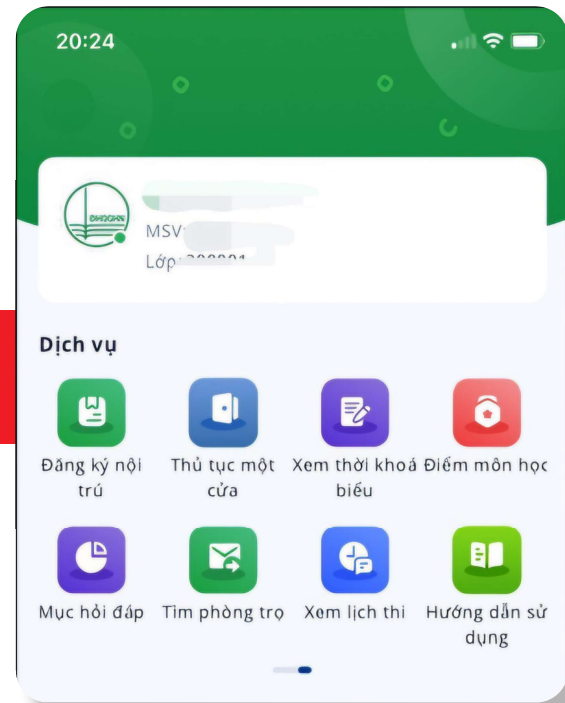 20:24
ĐHQGHN
MSV:
Lớp:
Dịch vụ
Đăng ký nội
trú
Thủ tục một
cửa
Xem thời khoá
biểu
Điểm môn học
Mục hỏi đáp
Tìm phòng trọ
Xem lịch thi
Hướng dẫn sử
dụng